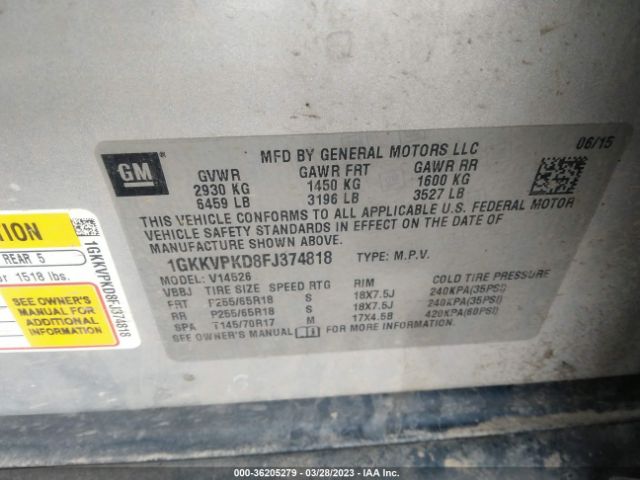 GM
MFD BY GENERAL MOTORS LLC
06/15
GVWR GAWR FRT GAWR RR
2930 KG 1450 KG 1600 KG
6459 LB 3196 LB 3527 LB
THIS VEHICLE CONFORMS TO ALL APPLICABLE U.S. FEDERAL MOTOR
VEHICLE SAFETY STANDARDS IN EFFECT ON THE DATE OF
MANUFACTURE SHOWN ABOVE.
1GKKVPKD8FJ374818 TYPE: M.P.V.
MODEL: V14526
VBBJ TIRE SIZE SPEED RTG RIM COLD TIRE PRESSURE
FRT P255/65R18 S 18X7.5J 240KPA(35PSI)
RR P255/65R18 S 18X7.5J 240KPA(35PSI)
SPA T145/70R17 M 17X4.5B 420KPA(60PSI)
SEE OWNER'S MANUAL FOR MORE INFORMATION.
ATION
REAR 5
or 1518 lbs.
SEE OWNER'S
MANUAL FOR
ADDITIONAL
INFORMATION
1GKKVPKD8FJ374818
000-36205279 - 03/28/2023 - IAA Inc.